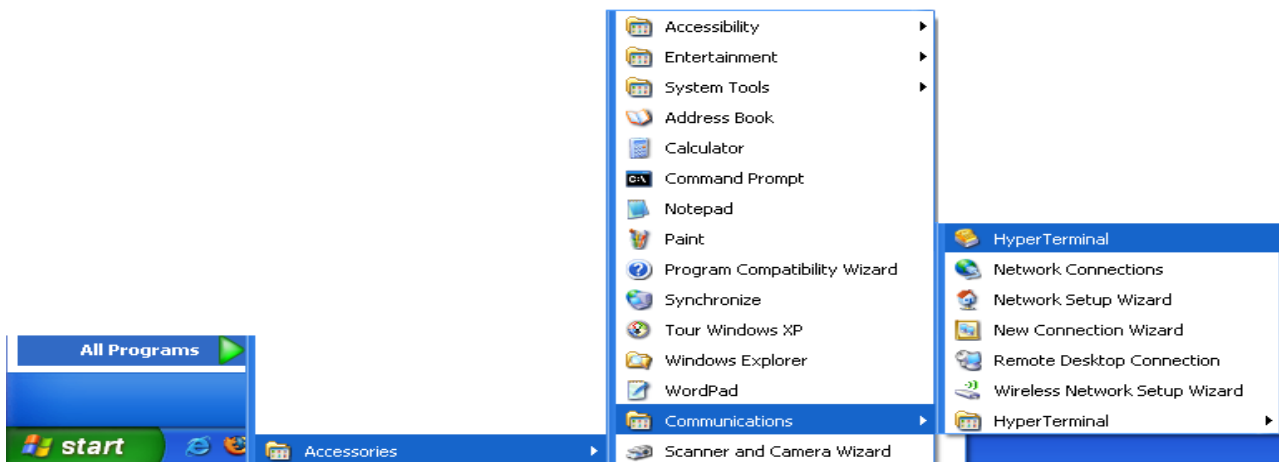 Accessibility
Entertainment
System Tools
Address Book
Calculator
C:\
Command Prompt
Notepad
Paint
Program Compatibility Wizard
Synchronize
Tour Windows XP
Windows Explorer
WordPad
Communications
Scanner and Camera Wizard
HyperTerminal
Network Connections
Network Setup Wizard
New Connection Wizard
Remote Desktop Connection
Wireless Network Setup Wizard
HyperTerminal
All Programs
start
Accessories